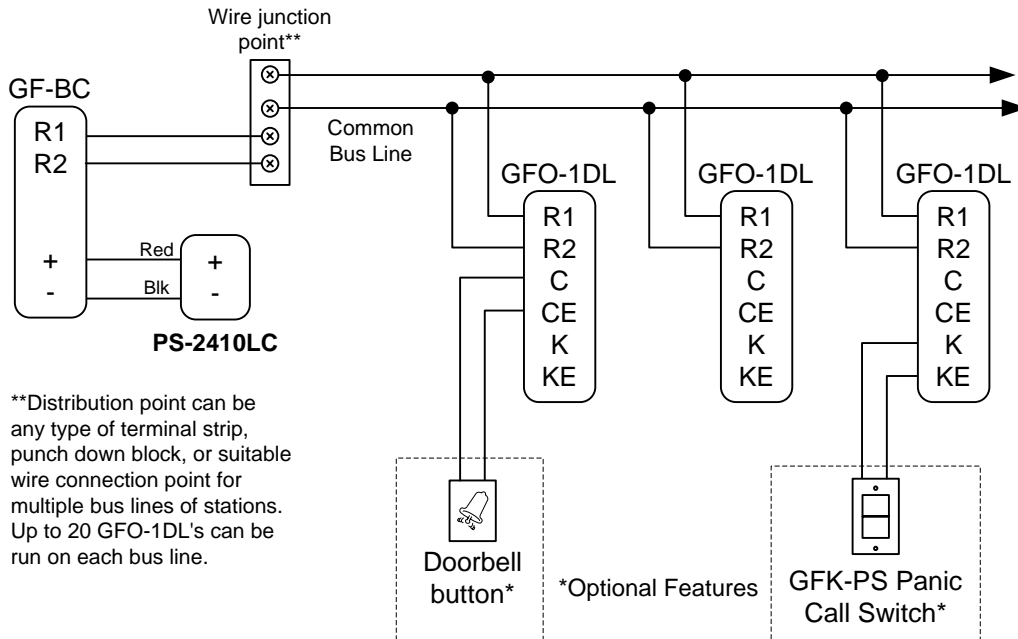 Wire junction
point**
GF-BC
R1
R2
+
-
Red
Blk
+
-
PS-2410LC
Common
Bus Line
GFO-1DL
R1
R2
C
CE
K
KE
GFO-1DL
R1
R2
C
CE
K
KE
GFO-1DL
R1
R2
C
CE
K
KE
**Distribution point can be
any type of terminal strip,
punch down block, or suitable
wire connection point for
multiple bus lines of stations.
Up to 20 GFO-1DL's can be
run on each bus line.
Doorbell
button*
*Optional Features
GFK-PS Panic
Call Switch*